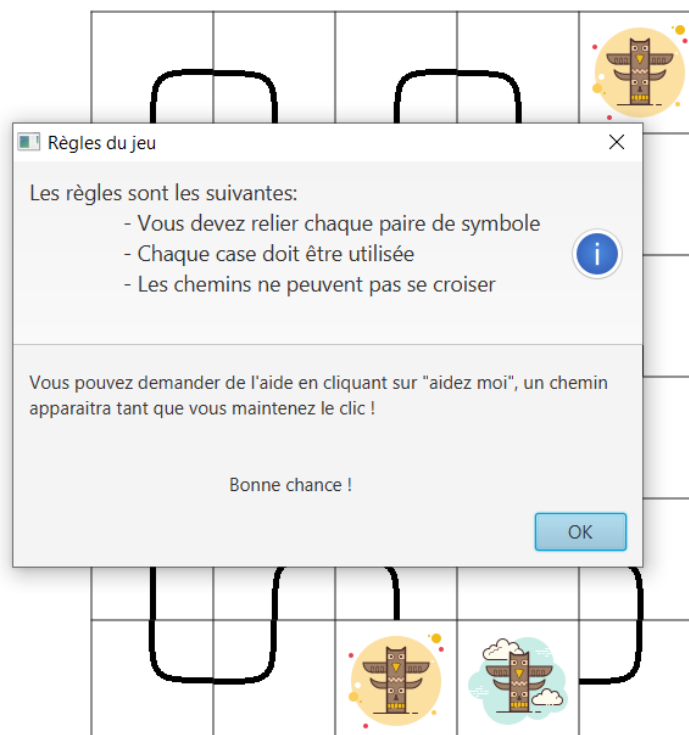 Règles du jeu
Les règles sont les suivantes:
- Vous devez relier chaque paire de symbole
- Chaque case doit être utilisée
- Les chemins ne peuvent pas se croiser
Vous pouvez demander de l'aide en cliquant sur "aidez moi", un chemin
apparaitra tant que vous maintenez le clic !
Bonne chance !
OK